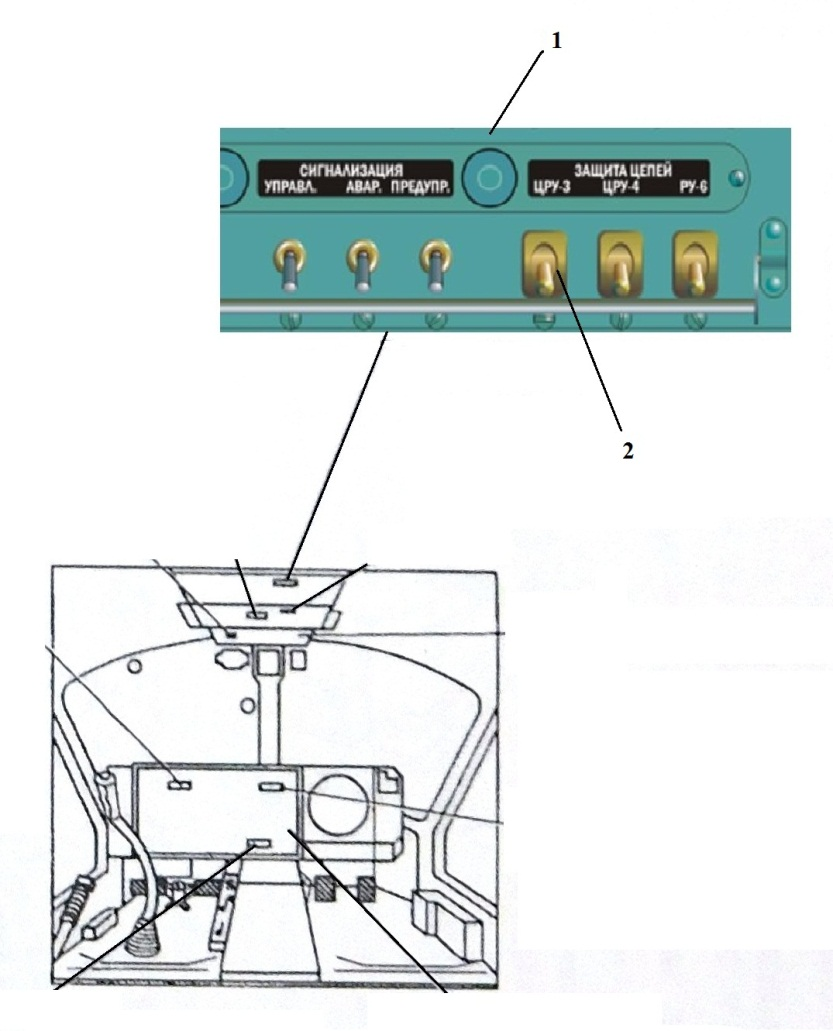 1
СИГНАЛИЗАЦИЯ
УПРАВЛ. АВАР. ПРЕДУПР.
ЗАЩИТА ЦЕПЕЙ
ЦРУ-3 ЦРУ-4 РУ-6
2